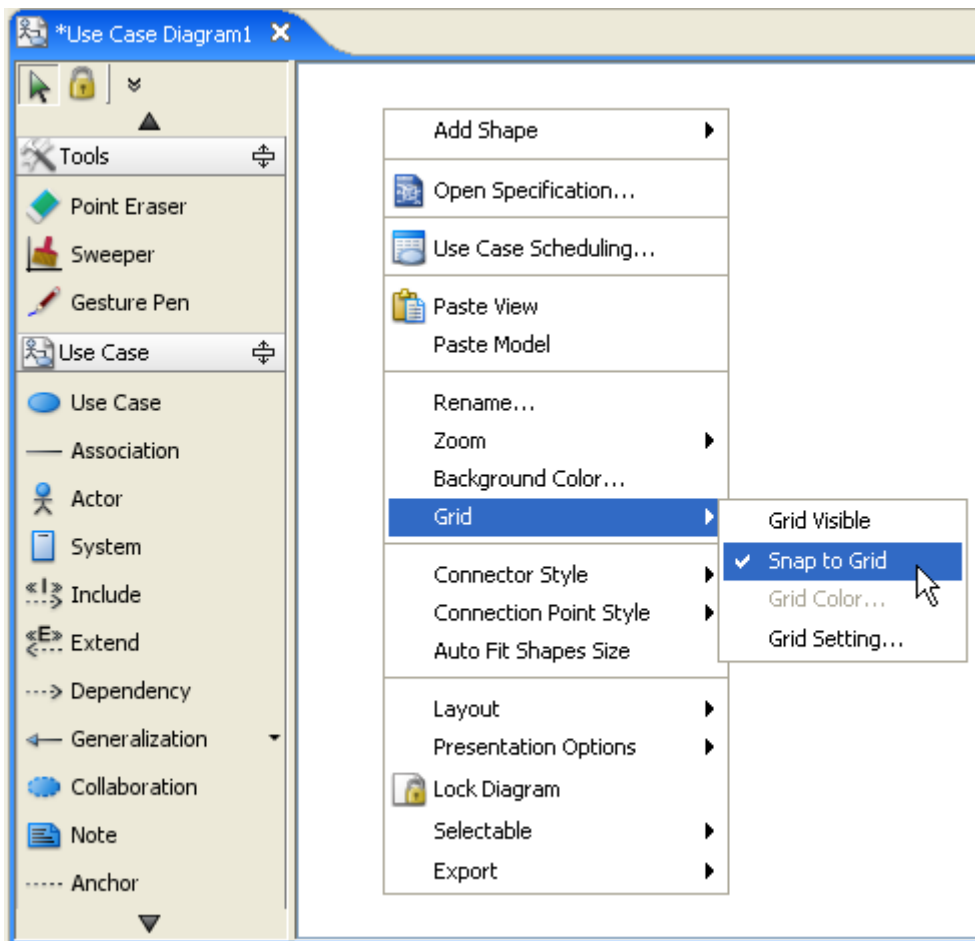 *Use Case Diagram1
Tools
Point Eraser
Sweeper
Gesture Pen
Use Case
Use Case
Association
Actor
System
«I» Include
«E» Extend
Dependency
Generalization
Collaboration
Note
Anchor
Add Shape
Open Specification...
Use Case Scheduling...
Paste View
Paste Model
Rename...
Zoom
Background Color...
Grid
Connector Style
Connection Point Style
Auto Fit Shapes Size
Layout
Presentation Options
Lock Diagram
Selectable
Export
Grid Visible
Snap to Grid
Grid Color...
Grid Setting...